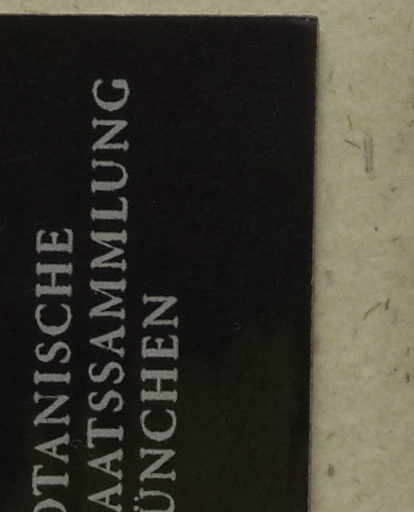 OTANISCHE
AATSSAMMLUNG
ÜNCHEN